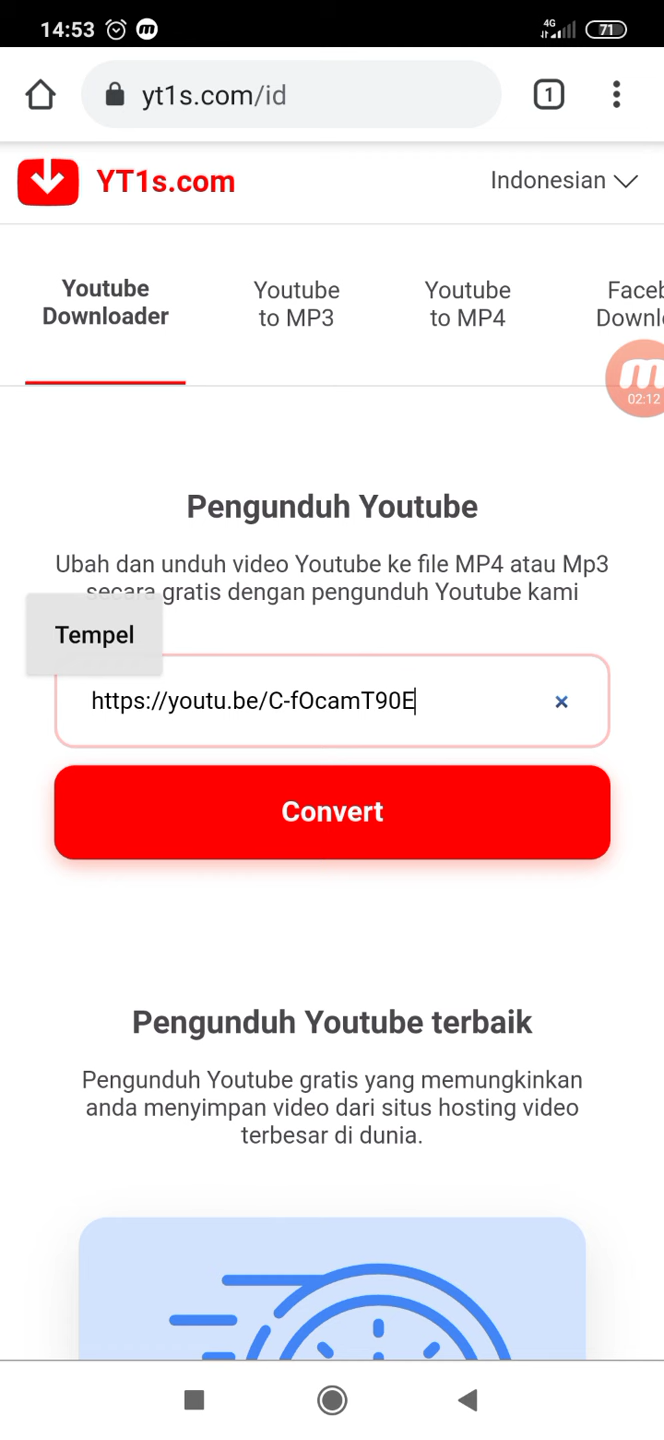 14:53
4G
71
yt1s.com/id
1
YT1s.com
Indonesian
Youtube
Downloader
Youtube
to MP3
Youtube
to MP4
Faceb
Downl
02:12
Pengunduh Youtube
Ubah dan unduh video Youtube ke file MP4 atau Mp3
secara gratis dengan pengunduh Youtube kami
Tempel
https://youtu.be/C-fOcamT90E
Convert
Pengunduh Youtube terbaik
Pengunduh Youtube gratis yang memungkinkan
anda menyimpan video dari situs hosting video
terbesar di dunia.